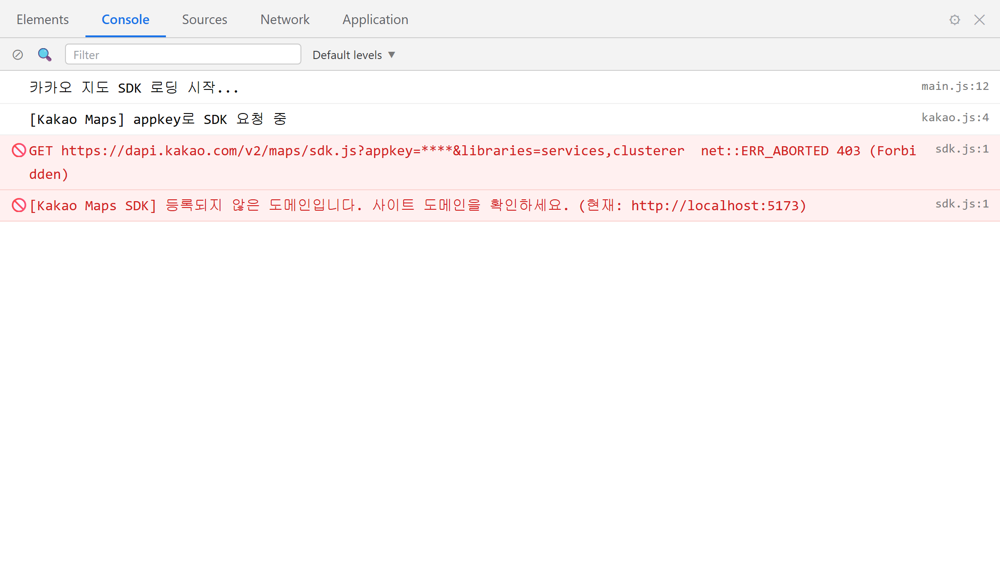 Elements Console Sources Network Application
Filter Default levels ▼
카카오 지도 SDK 로딩 시작... main.js:12
[Kakao Maps] appkey로 SDK 요청 중 kakao.js:4
GET https://dapi.kakao.com/v2/maps/sdk.js?appkey=****&libraries=services,clusterer net::ERR_ABORTED 403 (Forbi sdk.js:1
dden)
[Kakao Maps SDK] 등록되지 않은 도메인입니다. 사이트 도메인을 확인하세요. (현재: http://localhost:5173) sdk.js:1